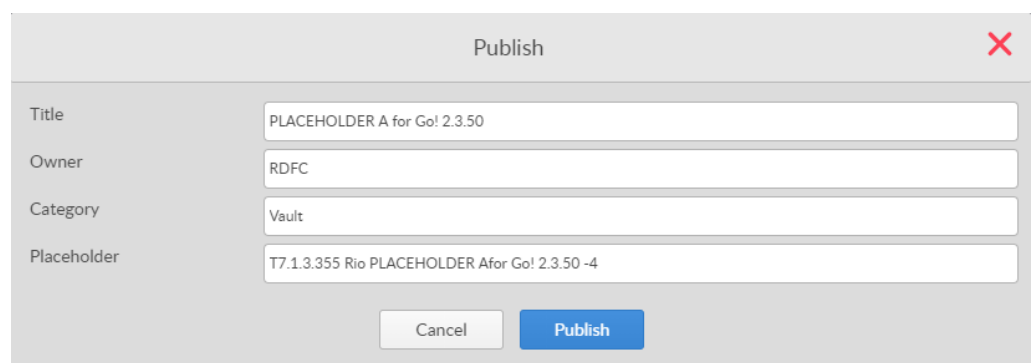 Publish
Title
PLACEHOLDER A for Go! 2.3.50
Owner
RDFC
Category
Vault
Placeholder
T7.1.3.355 Rio PLACEHOLDER Afor Go! 2.3.50 -4
Cancel Publish